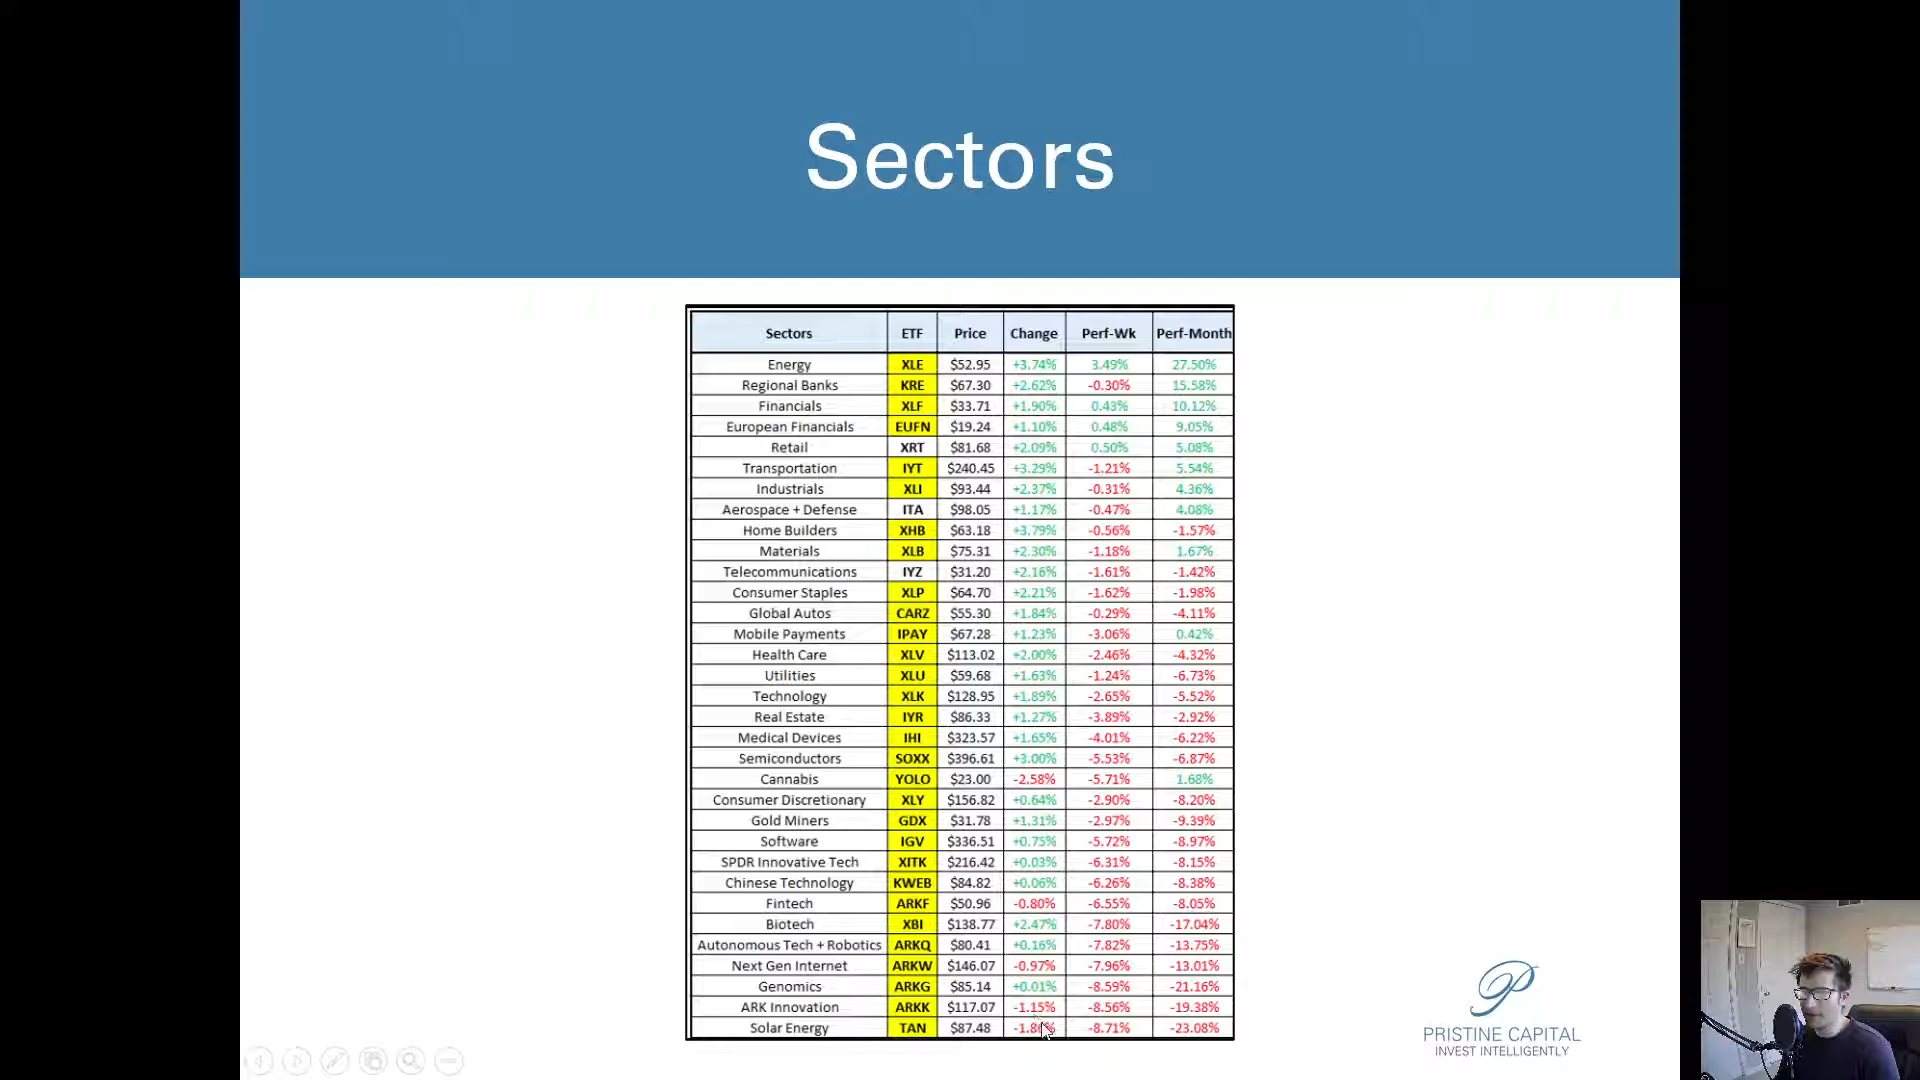 Sectors
Sectors ETF Price Change Perf-Wk Perf-Month
Energy XLE $52.95 +3.74% 3.49% 27.50%
Regional Banks KRE $67.30 +2.62% -0.30% 15.58%
Financials XLF $33.71 +1.90% 0.43% 10.12%
European Financials EUFN $19.24 +1.10% 0.48% 9.05%
Retail XRT $81.68 +2.09% 0.50% 5.08%
Transportation IYT $240.45 +3.29% -1.21% 5.54%
Industrials XLI $93.44 +2.37% -0.31% 4.36%
Aerospace + Defense ITA $98.05 +1.17% -0.47% 4.08%
Home Builders XHB $63.18 +3.79% -0.56% -1.57%
Materials XLB $75.31 +2.30% -1.18% 1.67%
Telecommunications IYZ $31.20 +2.16% -1.61% -1.42%
Consumer Staples XLP $64.70 +2.21% -1.62% -1.98%
Global Autos CARZ $55.30 +1.84% -0.29% -4.11%
Mobile Payments IPAY $67.28 +1.23% -3.06% 0.42%
Health Care XLV $113.02 +2.00% -2.46% -4.32%
Utilities XLU $59.68 +1.63% -1.24% -6.73%
Technology XLK $128.95 +1.89% -2.65% -5.52%
Real Estate IYR $86.33 +1.27% -3.89% -2.92%
Medical Devices IHI $323.57 +1.65% -4.01% -6.22%
Semiconductors SOXX $396.61 +3.00% -5.53% -6.87%
Cannabis YOLO $23.00 -2.58% -5.71% 1.68%
Consumer Discretionary XLY $156.82 +0.64% -2.90% -8.20%
Gold Miners GDX $31.78 +1.31% -2.97% -9.39%
Software IGV $336.51 +0.75% -5.72% -8.97%
SPDR Innovative Tech XITK $216.42 +0.03% -6.31% -8.15%
Chinese Technology KWEB $84.82 +0.06% -6.26% -8.38%
Fintech ARKF $50.96 -0.80% -6.55% -8.05%
Biotech XBI $138.77 +2.47% -7.80% -17.04%
Autonomous Tech + Robotics ARKQ $80.41 +0.16% -7.82% -13.75%
Next Gen Internet ARKW $146.07 -0.97% -7.96% -13.01%
Genomics ARKG $85.14 +0.01% -8.59% -21.16%
ARK Innovation ARKK $117.07 -1.15% -8.56% -19.38%
Solar Energy TAN $87.48 -8.71% -23.08%
PRISTINE CAPITAL
INVEST INTELLIGENTLY